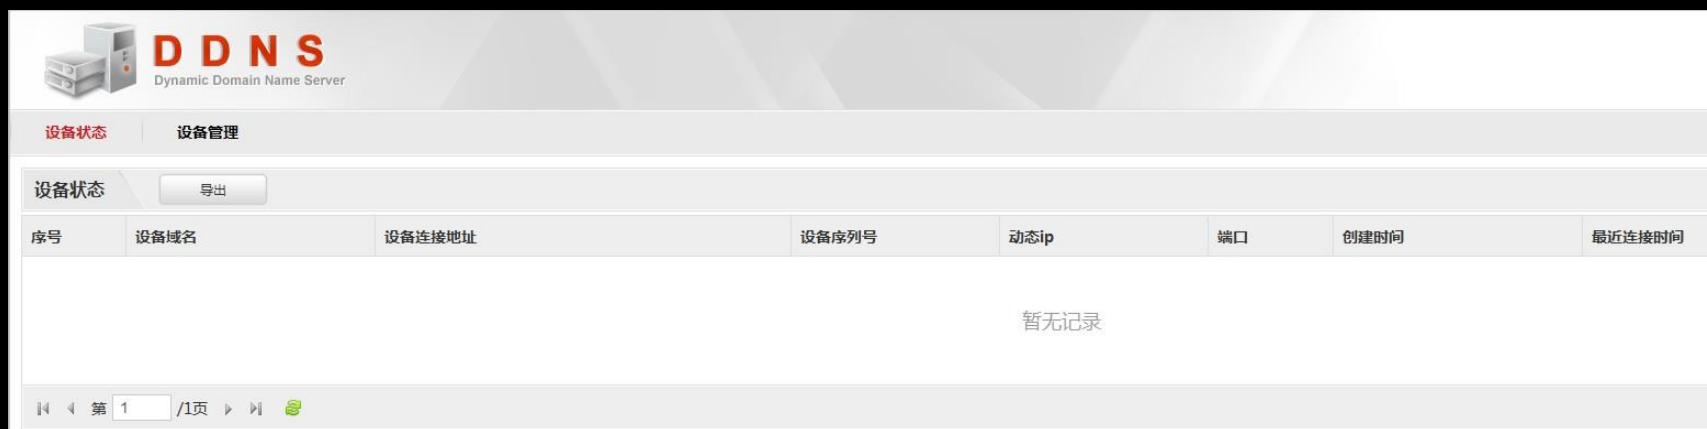 DDNS
Dynamic Domain Name Server
设备状态 设备管理
设备状态 导出
序号 设备域名 设备连接地址 设备序列号 动态ip 端口 创建时间 最近连接时间
暂无记录
第 1 /1页